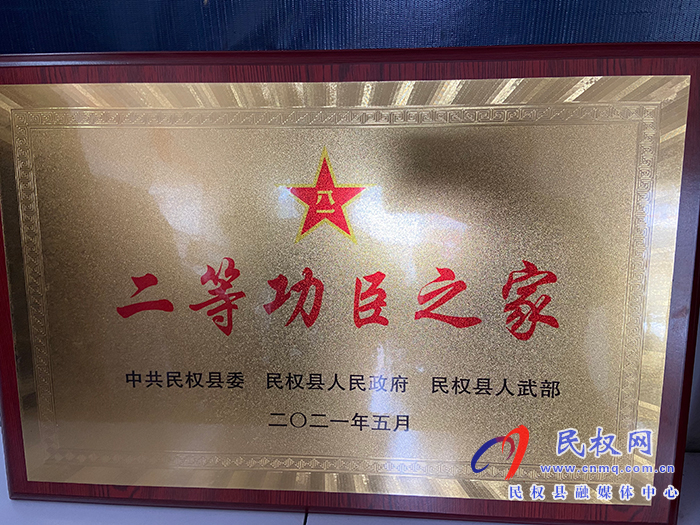 八一
二等功臣之家
中共民权县委 民权县人民政府 民权县人武部
二〇二一年五月
民权网
www.cnmq.com.cn
民权县融媒体中心